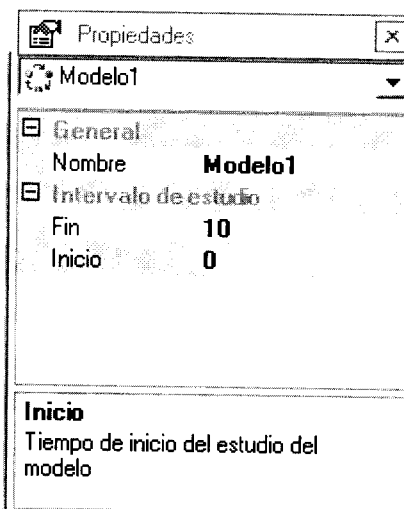 Propiedades
Modelo1
General
Nombre Modelo1
Intervalo de estudio
Fin 10
Inicio 0
Inicio
Tiempo de inicio del estudio del
modelo